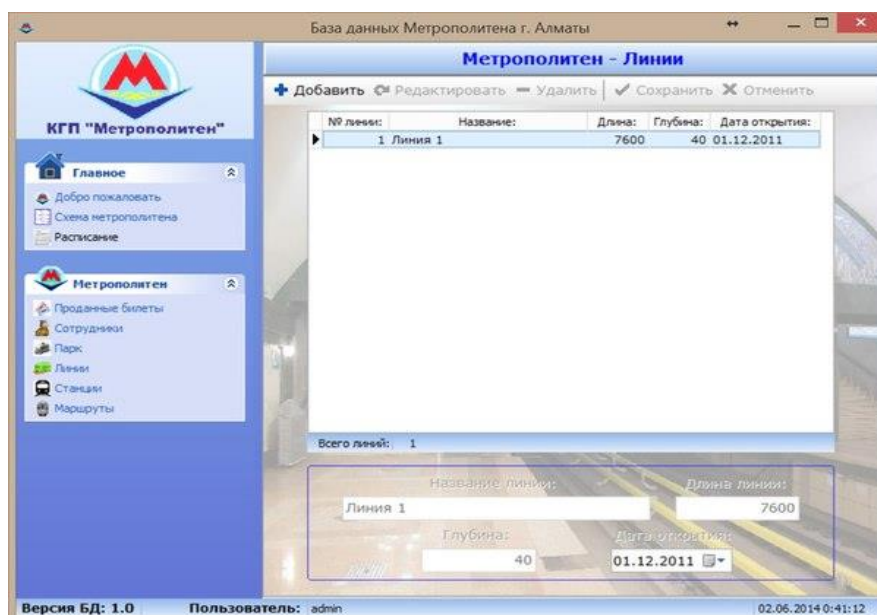 База данных Метрополитена г. Алматы
КГП "Метрополитен"
Главное
Добро пожаловать
Схема метрополитена
Расписание
Метрополитен
Проданные билеты
Сотрудники
Парк
Линии
Станции
Маршруты
Метрополитен - Линии
Добавить Редактировать Удалить Сохранить Отменить
№ линии: Название: Длина: Глубина: Дата открытия:
1 Линия 1 7600 40 01.12.2011
Всего линий: 1
Название линии: Длина линии:
Линия 1 7600
Глубина: Дата открытия:
40 01.12.2011
Версия БД: 1.0 Пользователь: admin 02.06.2014 0:41:12